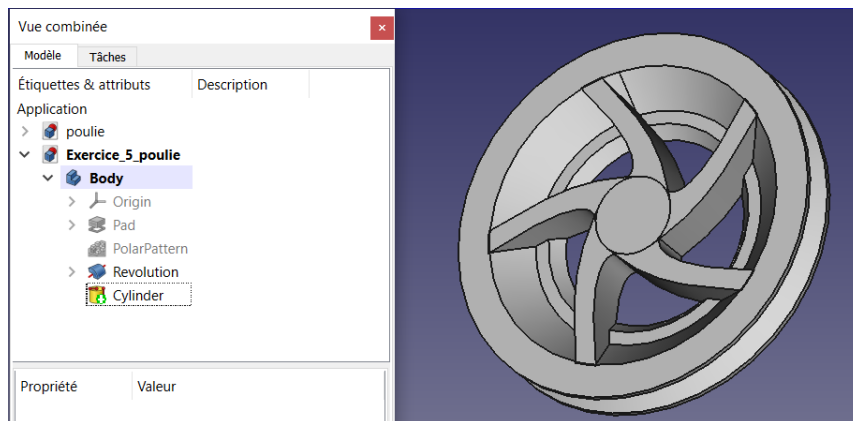 Vue combinée
Modèle Tâches
Étiquettes & attributs Description
Application
poulie
Exercice_5_poulie
Body
Origin
Pad
PolarPattern
Revolution
Cylinder
Propriété Valeur